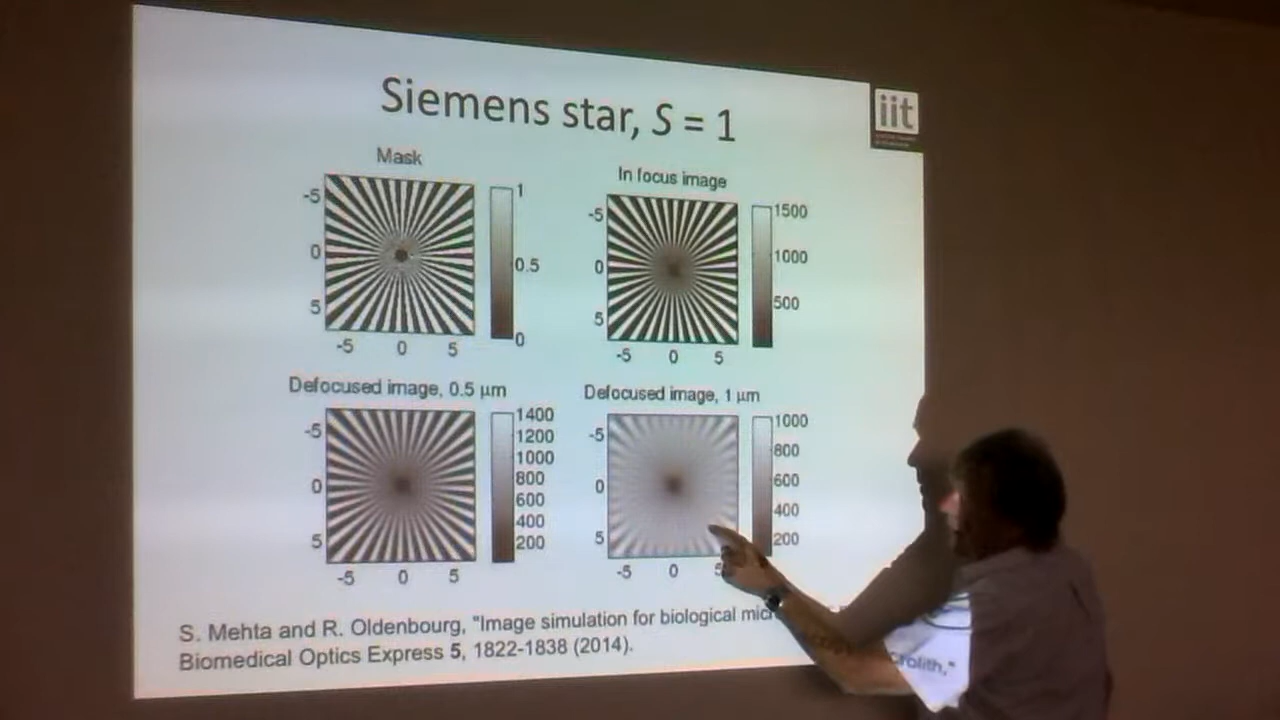 Siemens star, S = 1
iit
Mask
-5
0
5
-5 0 5
1
0.5
0
In focus image
-5
0
5
-5 0 5
1500
1000
500
Defocused image, 0.5 μm
-5
0
5
-5 0 5
1400
1200
1000
800
600
400
200
Defocused image, 1 μm
-5
0
5
-5 0 5
1000
800
600
400
200
S. Mehta and R. Oldenbourg, "Image simulation for biological
Biomedical Optics Express 5, 1822-1838 (2014).